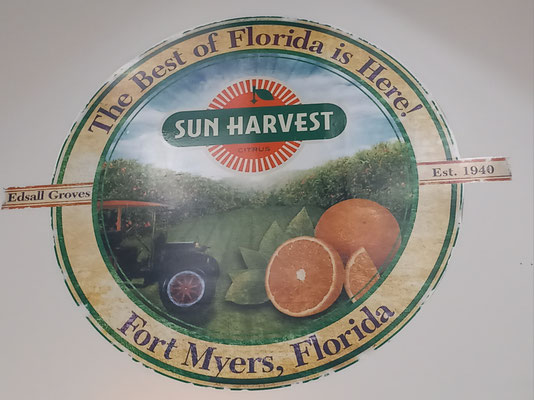 The Best of Florida is Here!
SUN HARVEST
CITRUS
Edsall Groves
Est. 1940
Fort Myers, Florida